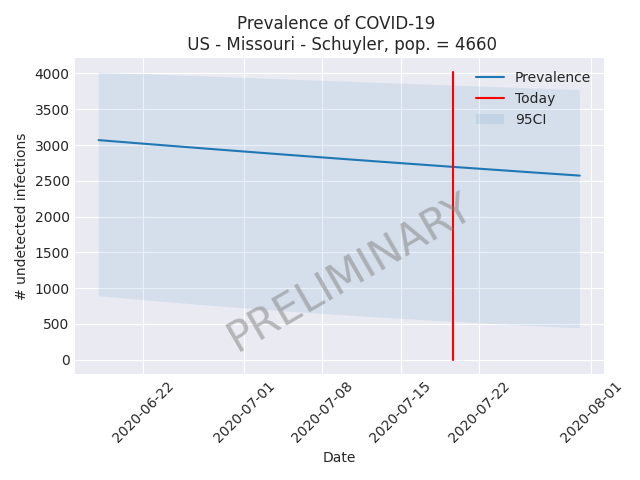 Prevalence of COVID-19
US - Missouri - Schuyler, pop. = 4660
4000
3500
3000
2500
2000
1500
1000
500
0
# undetected infections
Prevalence
Today
95CI
PRELIMINARY
2020-06-22
2020-07-01
2020-07-08
2020-07-15
2020-07-22
2020-08-01
Date